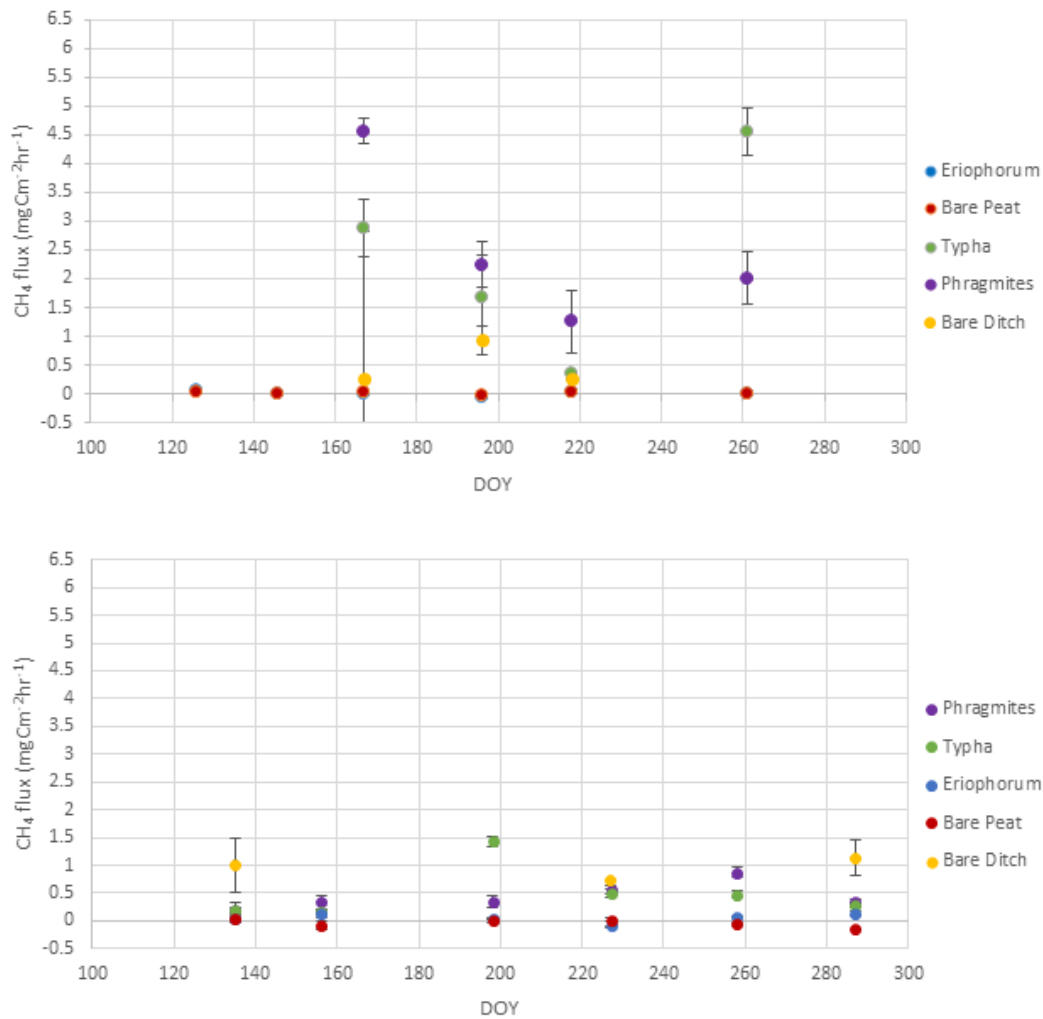 6.5
6
5.5
5
4.5
4
3.5
3
2.5
2
1.5
1
0.5
0
-0.5
CH₄ flux (mgCm⁻²hr⁻¹)
100 120 140 160 180 200 220 240 260 280 300
DOY
Eriophorum
Bare Peat
Typha
Phragmites
Bare Ditch
6.5
6
5.5
5
4.5
4
3.5
3
2.5
2
1.5
1
0.5
0
-0.5
CH₄ flux (mgCm⁻²hr⁻¹)
100 120 140 160 180 200 220 240 260 280 300
DOY
Phragmites
Typha
Eriophorum
Bare Peat
Bare Ditch